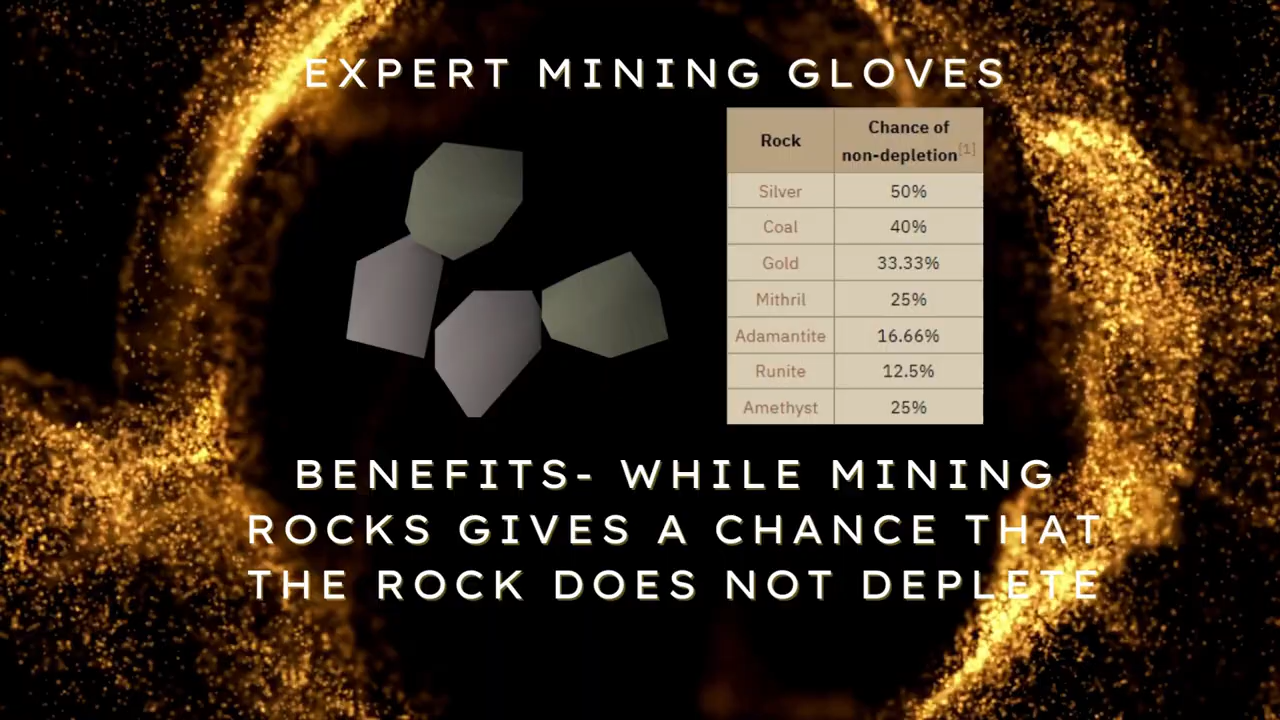 EXPERT MINING GLOVES
Rock Chance of non-depletion[1]
Silver 50%
Coal 40%
Gold 33.33%
Mithril 25%
Adamantite 16.66%
Runite 12.5%
Amethyst 25%
BENEFITS- WHILE MINING
ROCKS GIVES A CHANCE THAT
THE ROCK DOES NOT DEPLETE